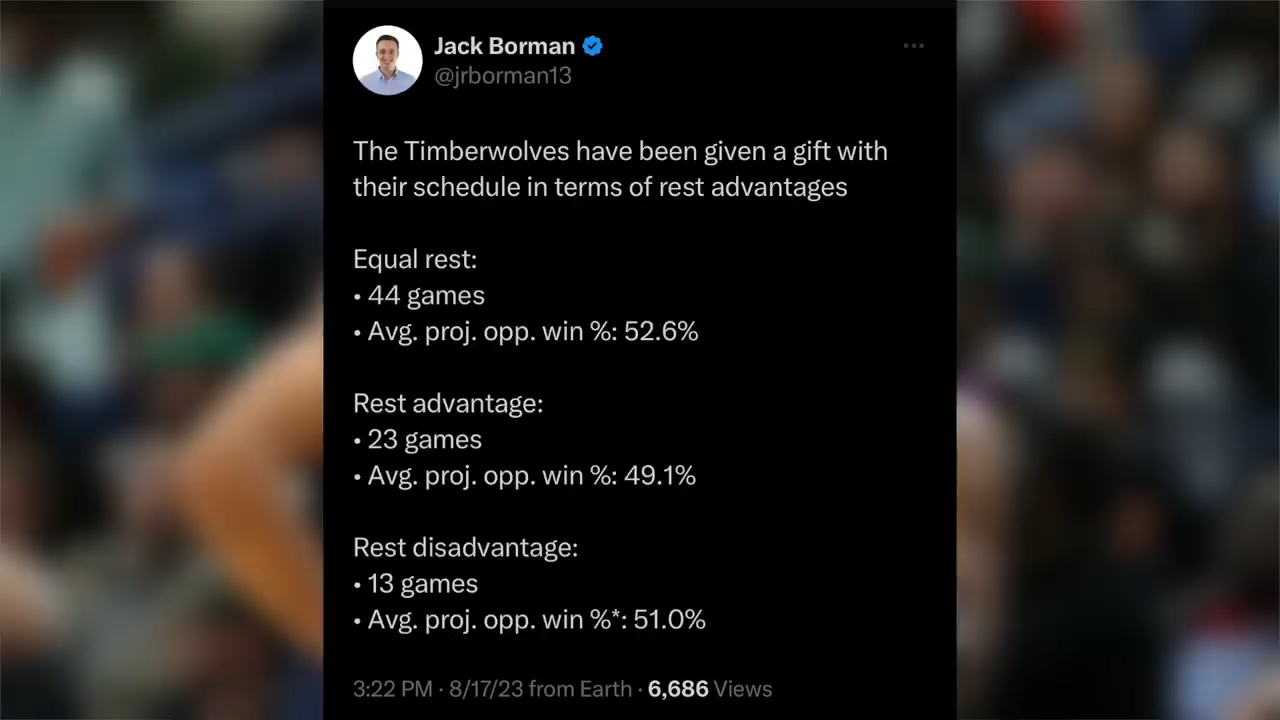 Jack Borman
@jrborman13
The Timberwolves have been given a gift with
their schedule in terms of rest advantages
Equal rest:
• 44 games
• Avg. proj. opp. win %: 52.6%
Rest advantage:
• 23 games
• Avg. proj. opp. win %: 49.1%
Rest disadvantage:
• 13 games
• Avg. proj. opp. win %*: 51.0%
3:22 PM · 8/17/23 from Earth · 6,686 Views